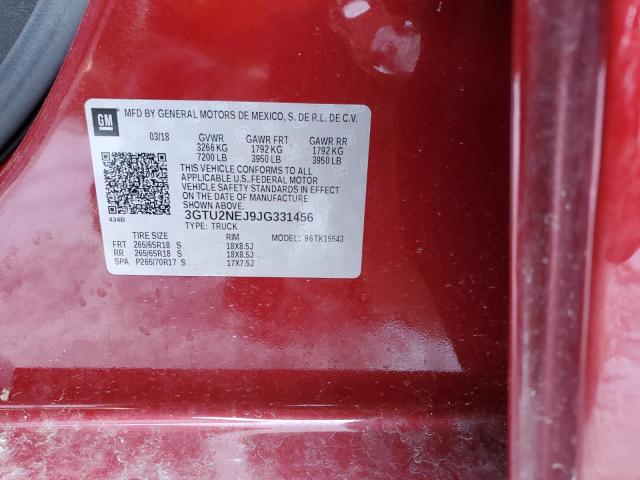 GM
MFD BY GENERAL MOTORS DE MEXICO, S. DE R.L. DE C.V.
03/18 GVWR GAWR FRT GAWR RR
3266 KG 1792 KG 1792 KG
7200 LB 3950 LB 3950 LB
THIS VEHICLE CONFORMS TO ALL
APPLICABLE U.S. FEDERAL MOTOR
VEHICLE SAFETY STANDARDS IN EFFECT
ON THE DATE OF MANUFACTURE
SHOWN ABOVE.
434B 3GTU2NEJ9JG331456
TYPE: TRUCK
RIM MODEL: 96TK15543
FRT 265/65R18 S 18X8.5J
RR 265/65R18 S 18X8.5J
SPA P265/70R17 S 17X7.5J